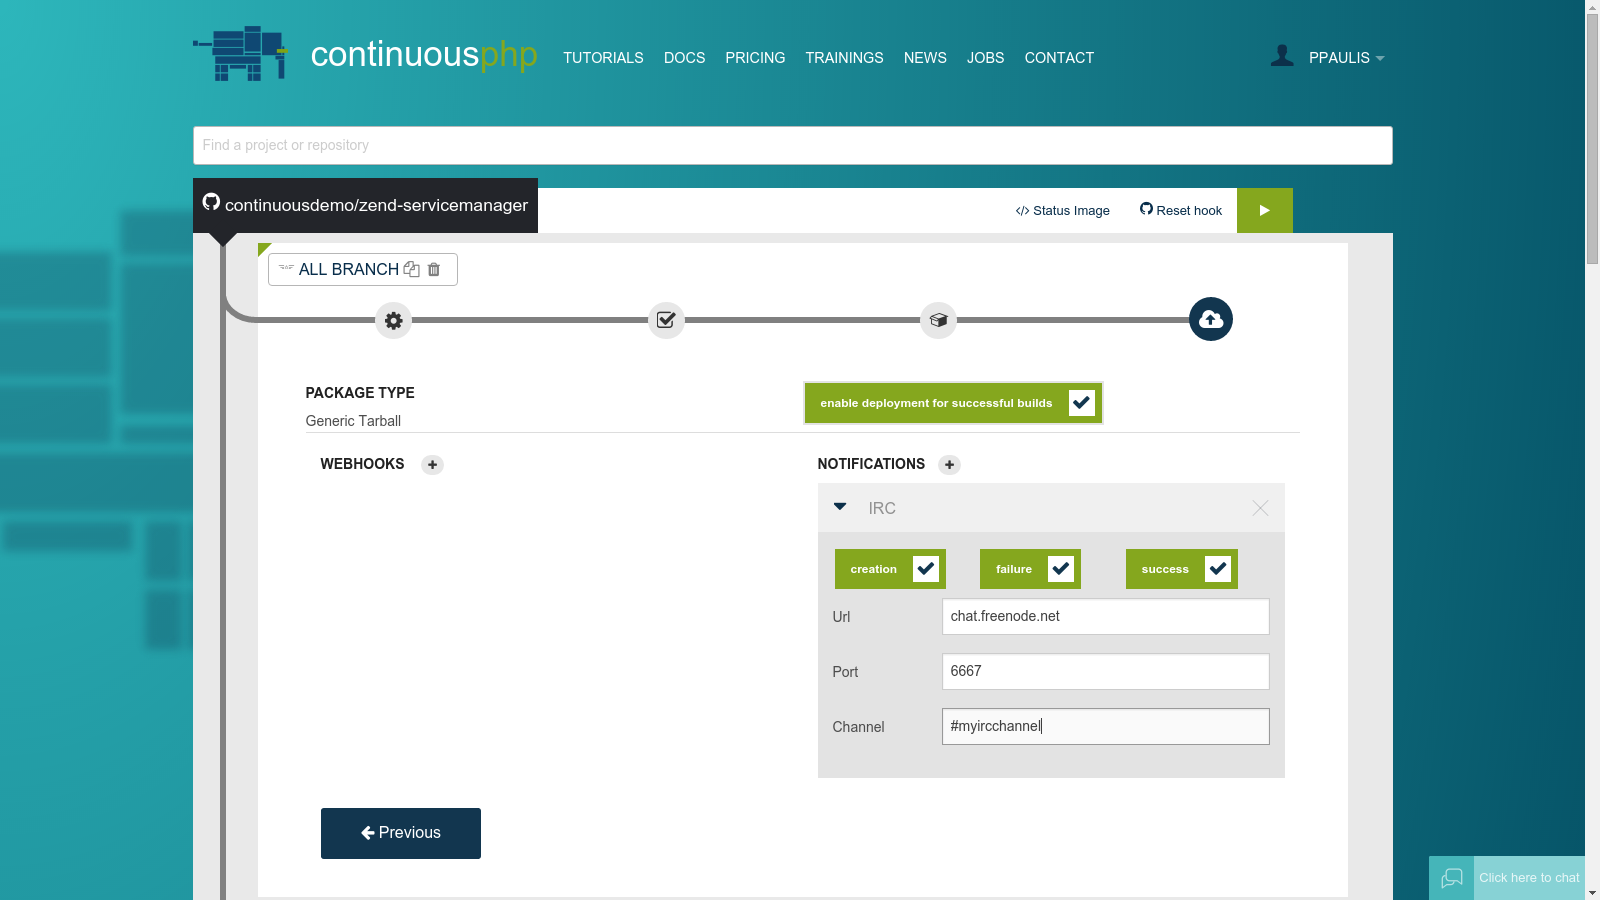 continuousphp TUTORIALS DOCS PRICING TRAININGS NEWS JOBS CONTACT PPAULIS
Find a project or repository
continuousdemo/zend-servicemanager </> Status Image Reset hook
ALL BRANCH
PACKAGE TYPE
enable deployment for successful builds
Generic Tarball
WEBHOOKS
NOTIFICATIONS
IRC
creation failure success
Url chat.freenode.net
Port 6667
Channel #myircchannel
Previous
Click here to chat